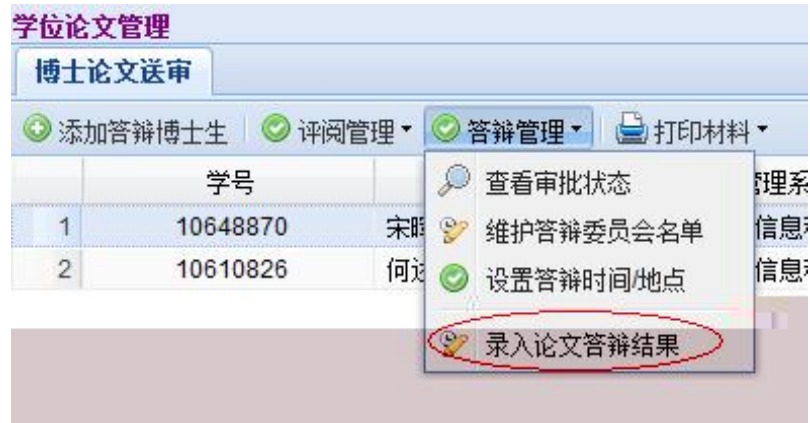 学位论文管理
博士论文送审
添加答辩博士生 评阅管理 答辩管理 打印材料
学号
查看审批状态
理系
1 10648870 宋
维护答辩委员会名单
信息
2 10610826 何
设置答辩时间/地点
信息
录入论文答辩结果